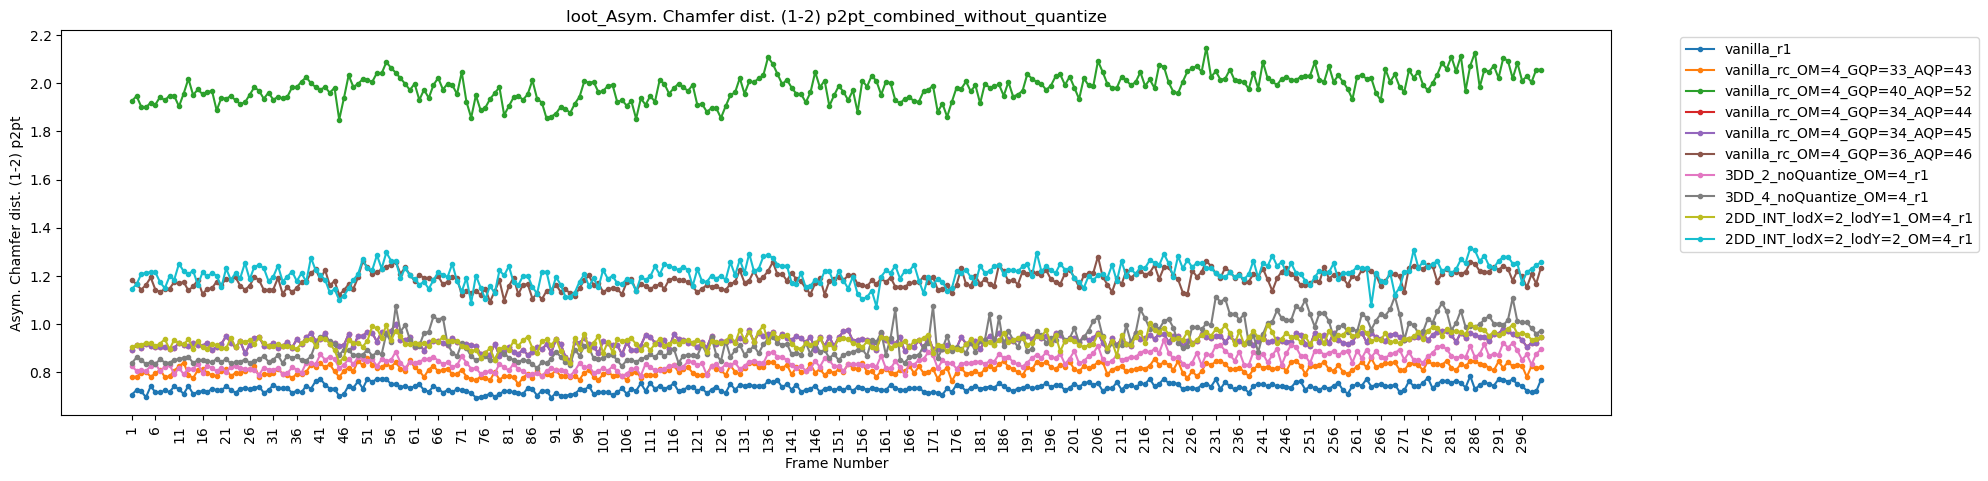 loot_Asym. Chamfer dist. (1-2) p2pt_combined_without_quantize
Asym. Chamfer dist. (1-2) p2pt
2.2
2.0
1.8
1.6
1.4
1.2
1.0
0.8
1 6 11 16 21 26 31 36 41 46 51 56 61 66 71 76 81 86 91 96 101 106 111 116 121 126 131 136 141 146 151 156 161 166 171 176 181 186 191 196 201 206 211 216 221 226 231 236 241 246 251 256 261 266 271 276 281 286 291 296
Frame Number
vanilla_r1
vanilla_rc_OM=4_GQP=33_AQP=43
vanilla_rc_OM=4_GQP=40_AQP=52
vanilla_rc_OM=4_GQP=34_AQP=44
vanilla_rc_OM=4_GQP=34_AQP=45
vanilla_rc_OM=4_GQP=36_AQP=46
3DD_2_noQuantize_OM=4_r1
3DD_4_noQuantize_OM=4_r1
2DD_INT_lodX=2_lodY=1_OM=4_r1
2DD_INT_lodX=2_lodY=2_OM=4_r1